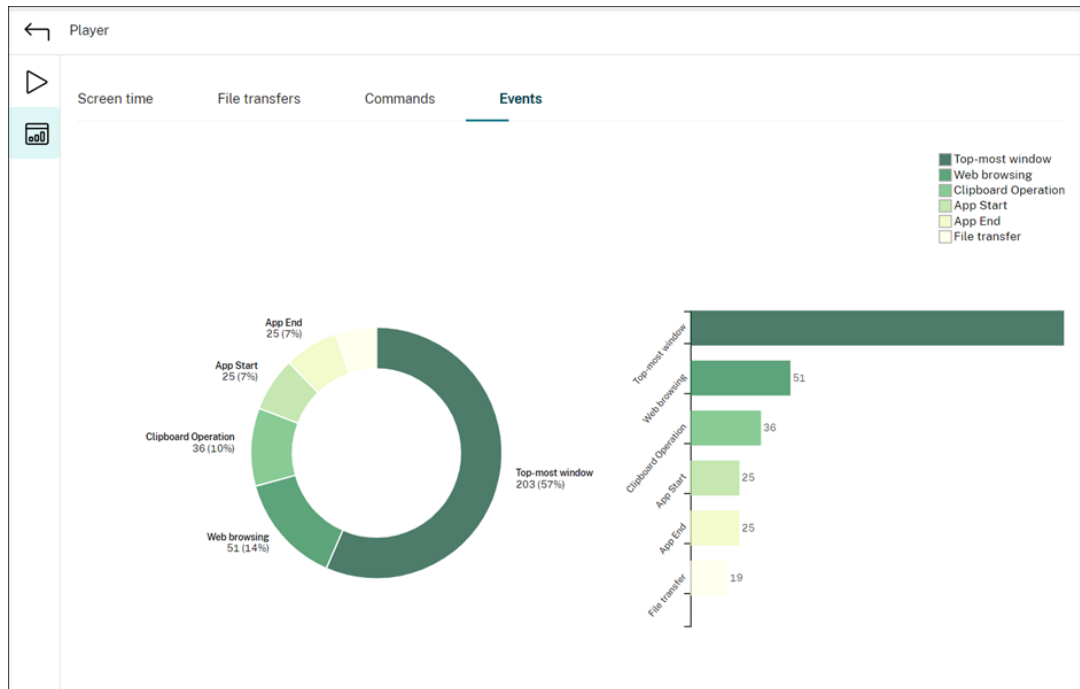 Player
Screen time
File transfers
Commands
Events
Top-most window
Web browsing
Clipboard Operation
App Start
App End
File transfer
App End
25 (7%)
App Start
25 (7%)
Clipboard Operation
36 (10%)
Web browsing
51 (14%)
Top-most window
203 (57%)
Top-most window
Web browsing
51
Clipboard Operation
36
App Start
25
App End
25
File transfer
19